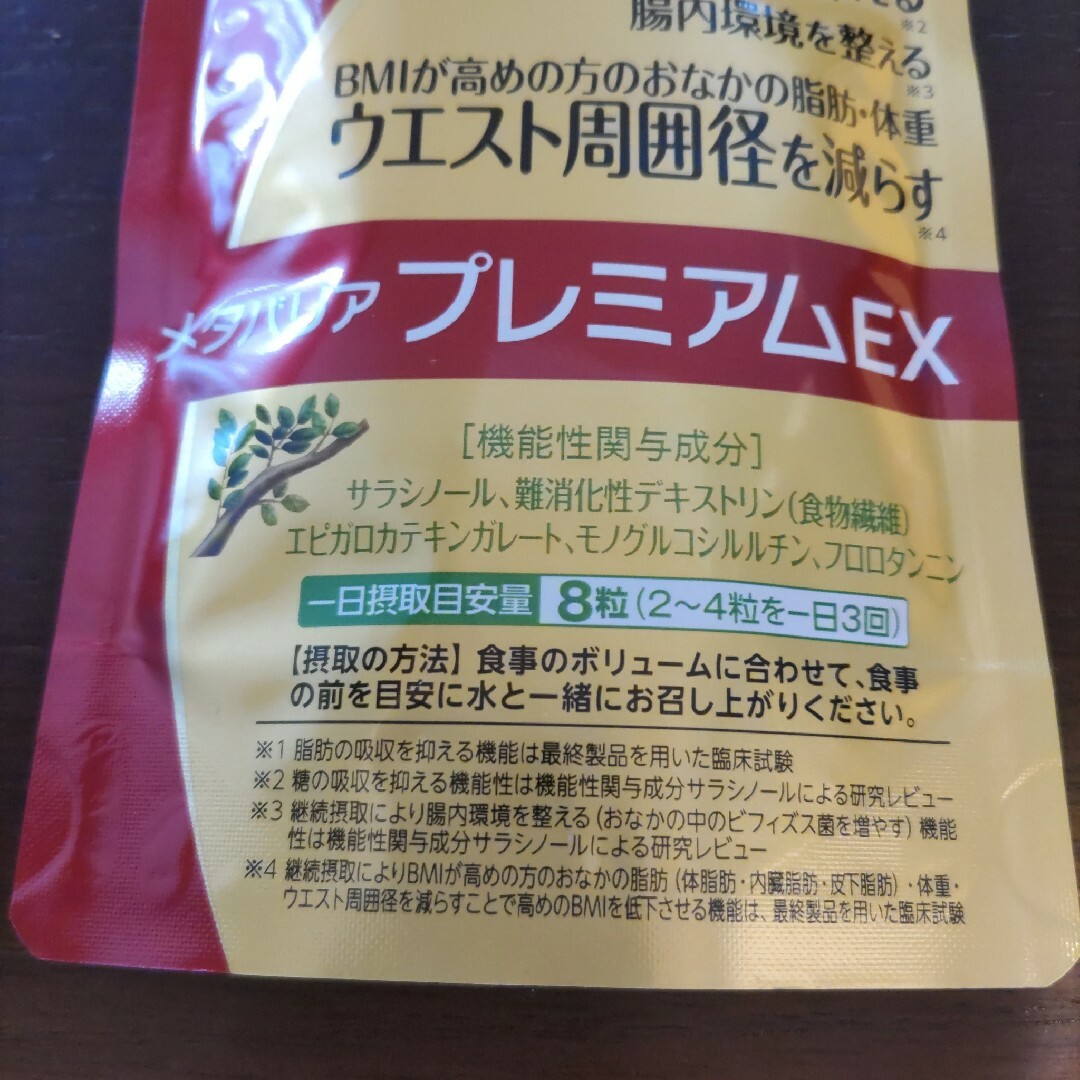 ※2
腸内環境を整える
※3
BMIが高めの方のおなかの脂肪・体重
ウエスト周囲径を減らす
※4
メタバリア プレミアムEX
[機能性関与成分]
サラシノール、難消化性デキストリン(食物繊維)
エピガロカテキンガレート、モノグルコシルルチン、フロロタンニン
一日摂取目安量 8粒(2〜4粒を一日3回)
【摂取の方法】食事のボリュームに合わせて、食事
の前を目安に水と一緒にお召し上がりください。
※1 脂肪の吸収を抑える機能は最終製品を用いた臨床試験
※2 糖の吸収を抑える機能性は機能性関与成分サラシノールによる研究レビュー
※3 継続摂取により腸内環境を整える(おなかの中のビフィズス菌を増やす)機能
性は機能性関与成分サラシノールによる研究レビュー
※4 継続摂取によりBMIが高めの方のおなかの脂肪(体脂肪・内臓脂肪・皮下脂肪)・体重・
ウエスト周囲径を減らすことで高めのBMIを低下させる機能は、最終製品を用いた臨床試験